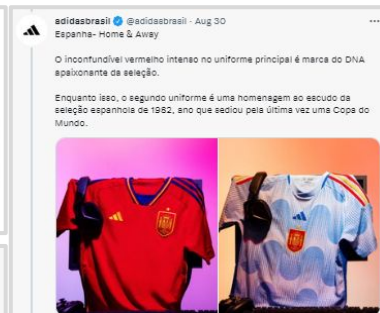 adidasbrasil @adidasbrasil · Aug 30
Espanha- Home & Away
O inconfundível vermelho intenso no uniforme principal é marca do DNA
apaixonante da seleção.
Enquanto isso, o segundo uniforme é uma homenagem ao escudo da
seleção espanhola de 1982, ano que sediou pela última vez uma Copa do
Mundo.